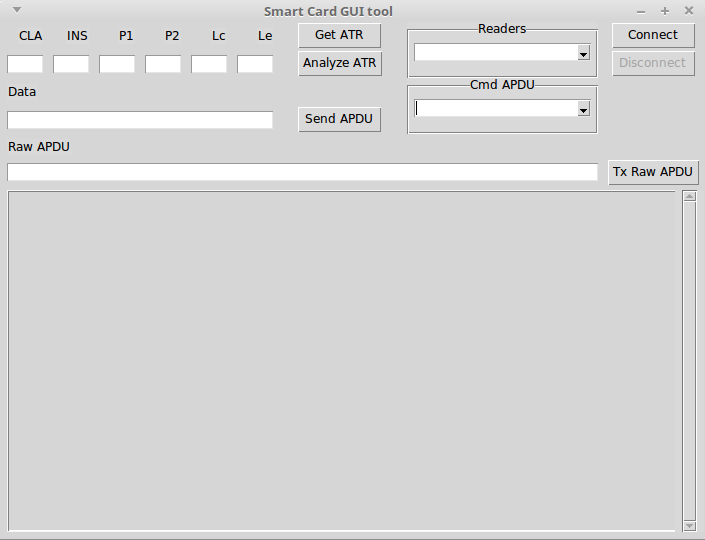 Smart Card GUI tool
CLA INS P1 P2 Lc Le
Get ATR
Readers
Connect
Analyze ATR
Disconnect
Data
Cmd APDU
Send APDU
Raw APDU
Tx Raw APDU